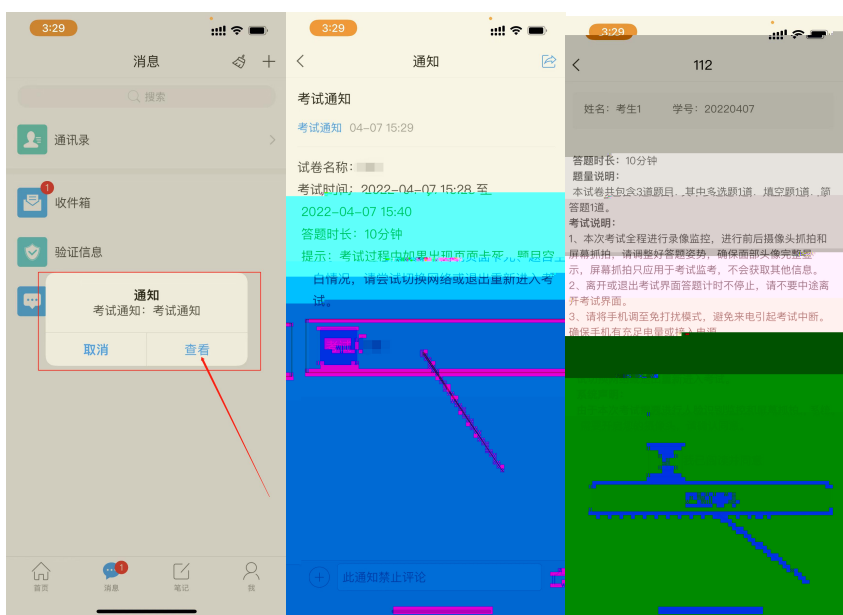 3:29
消息
搜索
通讯录
1
收件箱
验证信息
通知
考试通知：考试通知
取消
查看
首页
1
消息
笔记
我
3:29
通知
考试通知
考试通知 04-07 15:29
试卷名称：
考试时间：2022-04-07 15:28 至
2022-04-07 15:40
答题时长：10分钟
提示：考试过程中如果出现页面卡死、题目空
白情况，请尝试切换网络或退出重新进入考
试。
此通知禁止评论
3:29
112
姓名：考生1 学号：20220407
答题时长：10分钟
题量说明：
本试卷共包含3道题目，其中多选题1道，填空题1道，简
答题1道。
考试说明：
1、本次考试全程进行录像监控，进行前后摄像头抓拍和
屏幕抓拍，请调整好答题姿势，确保面部头像完整显
示，屏幕抓拍只应用于考试监考，不会获取其他信息。
2、离开或退出考试界面答题计时不停止，请不要中途离
开考试界面。
3、请将手机调至免打扰模式，避免来电引起考试中断。
确保手机有充足电量或接入电源